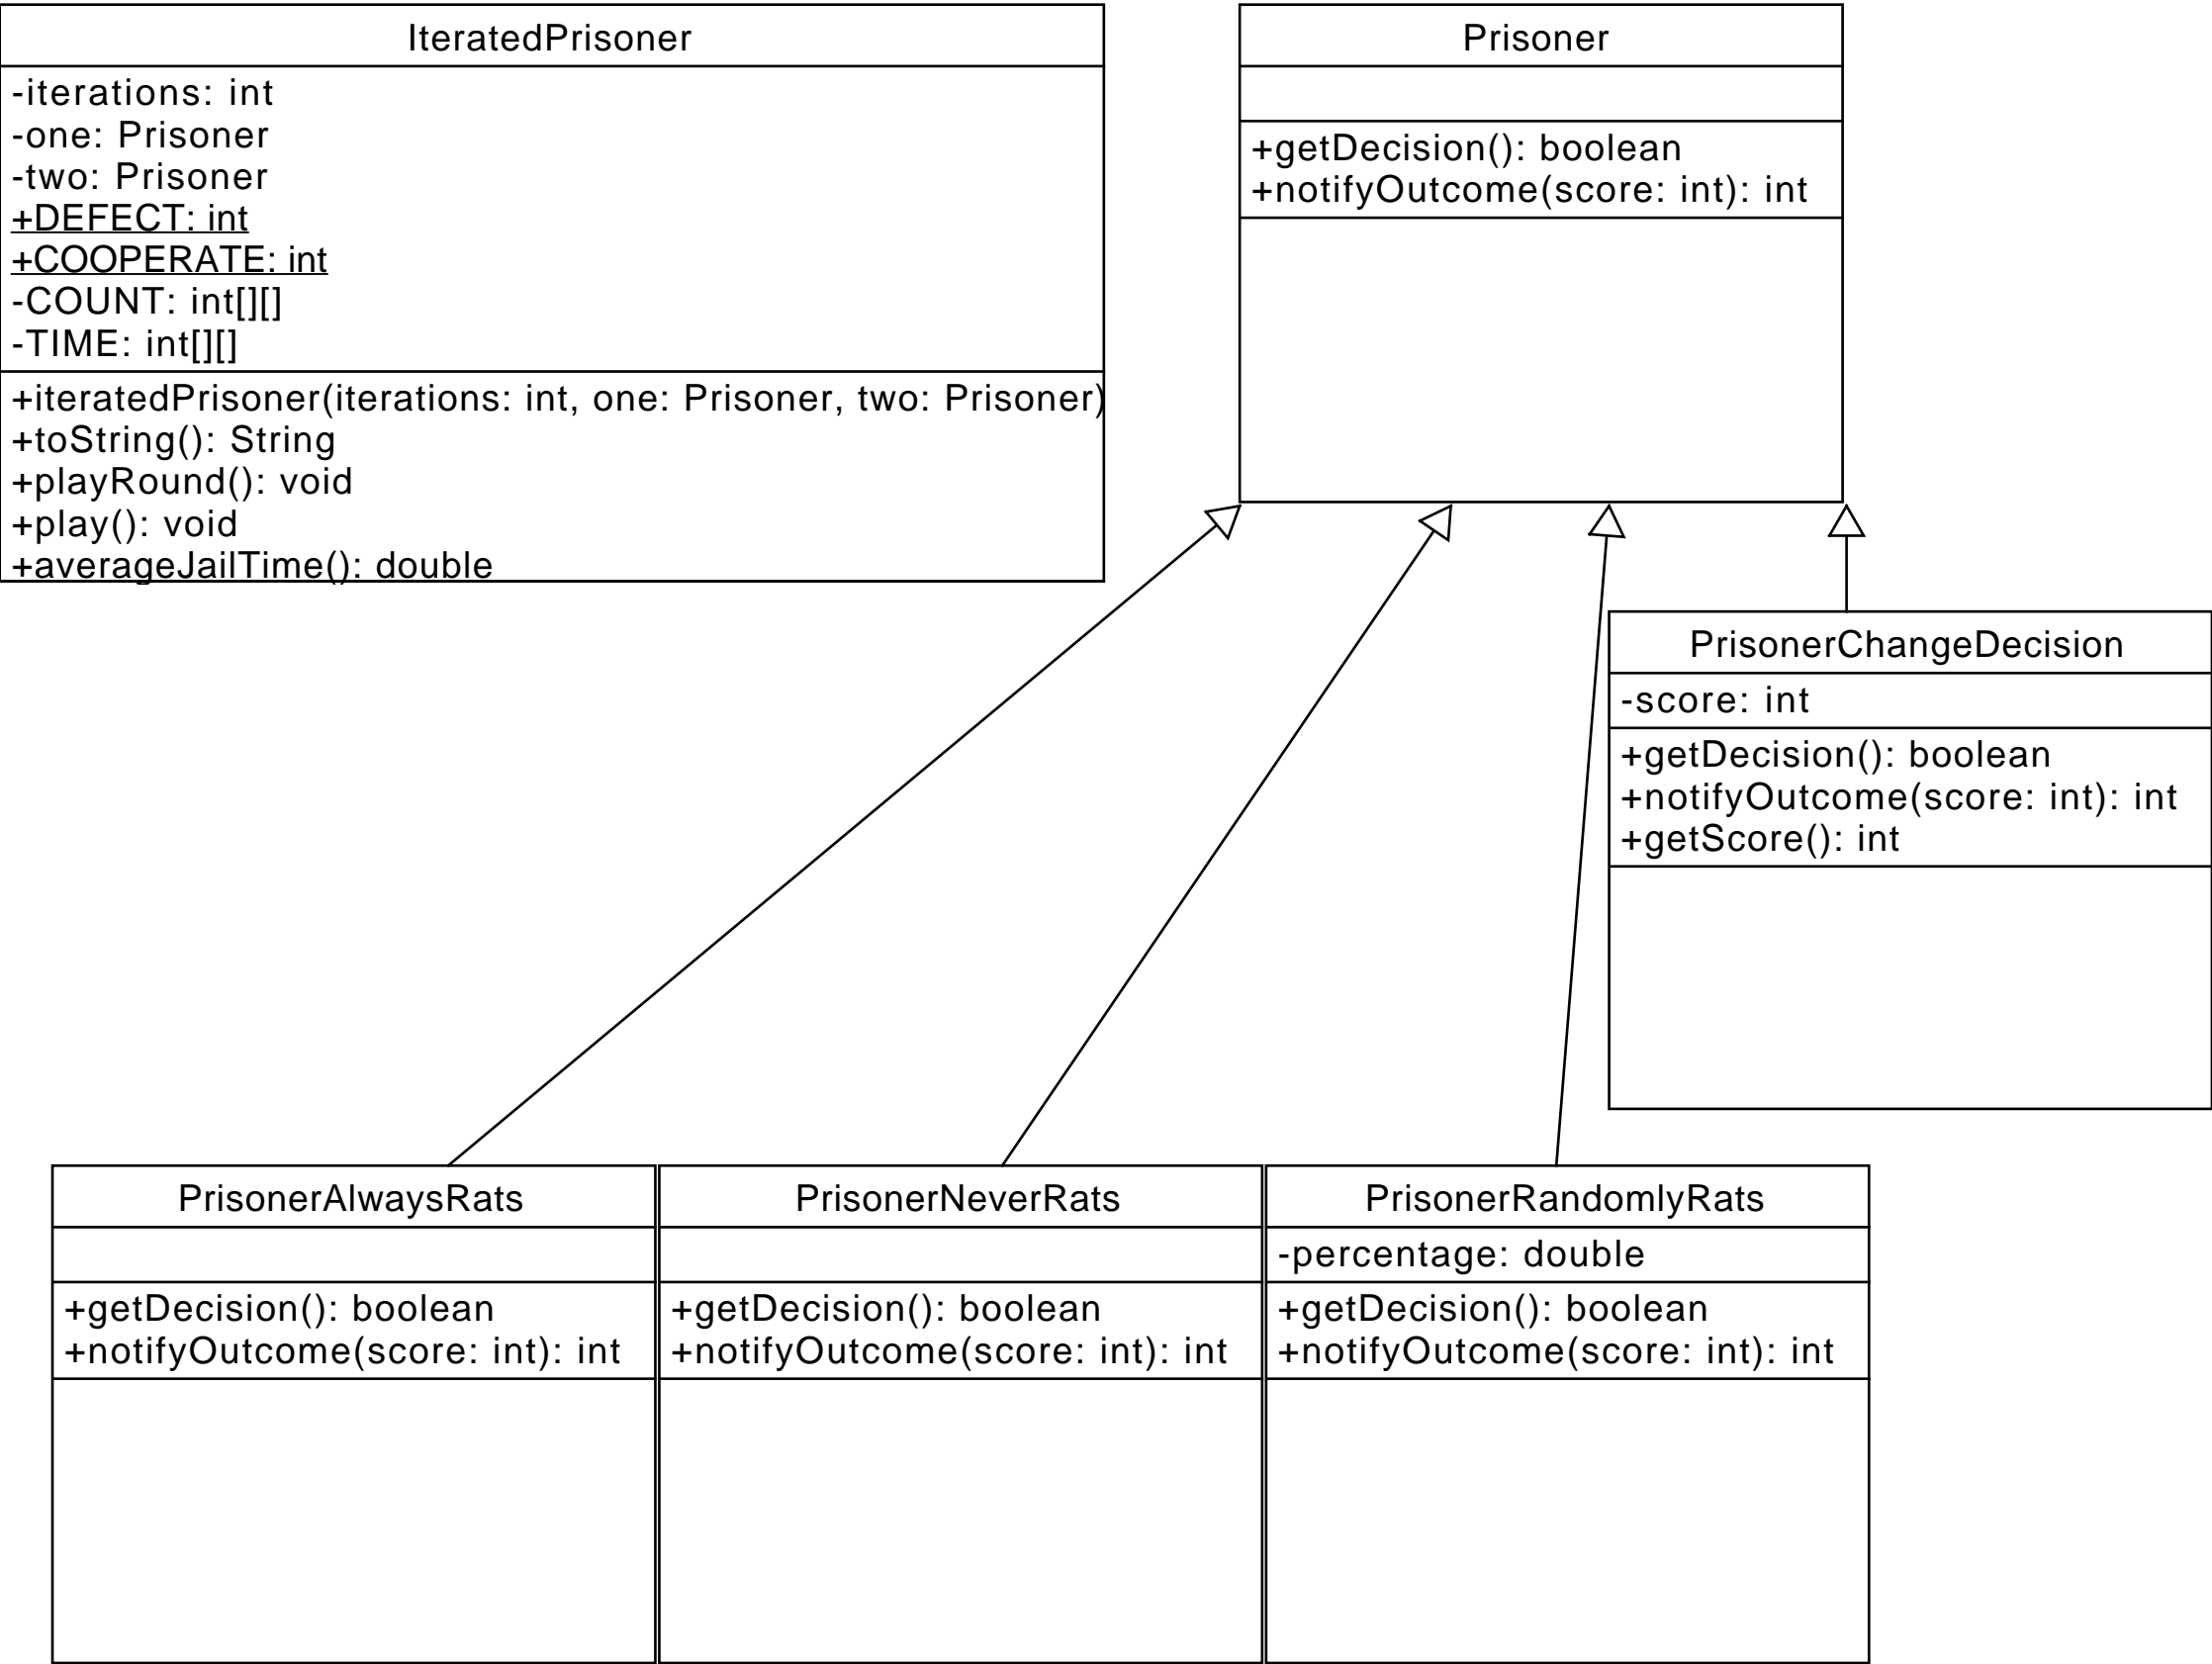 IteratedPrisoner
-iterations: int
-one: Prisoner
-two: Prisoner
+DEFECT: int
+COOPERATE: int
-COUNT: int[][]
-TIME: int[][]
+iteratedPrisoner(iterations: int, one: Prisoner, two: Prisoner)
+toString(): String
+playRound(): void
+play(): void
+averageJailTime(): double
Prisoner
+getDecision(): boolean
+notifyOutcome(score: int): int
PrisonerChangeDecision
-score: int
+getDecision(): boolean
+notifyOutcome(score: int): int
+getScore(): int
PrisonerAlwaysRats
+getDecision(): boolean
+notifyOutcome(score: int): int
PrisonerNeverRats
+getDecision(): boolean
+notifyOutcome(score: int): int
PrisonerRandomlyRats
-percentage: double
+getDecision(): boolean
+notifyOutcome(score: int): int